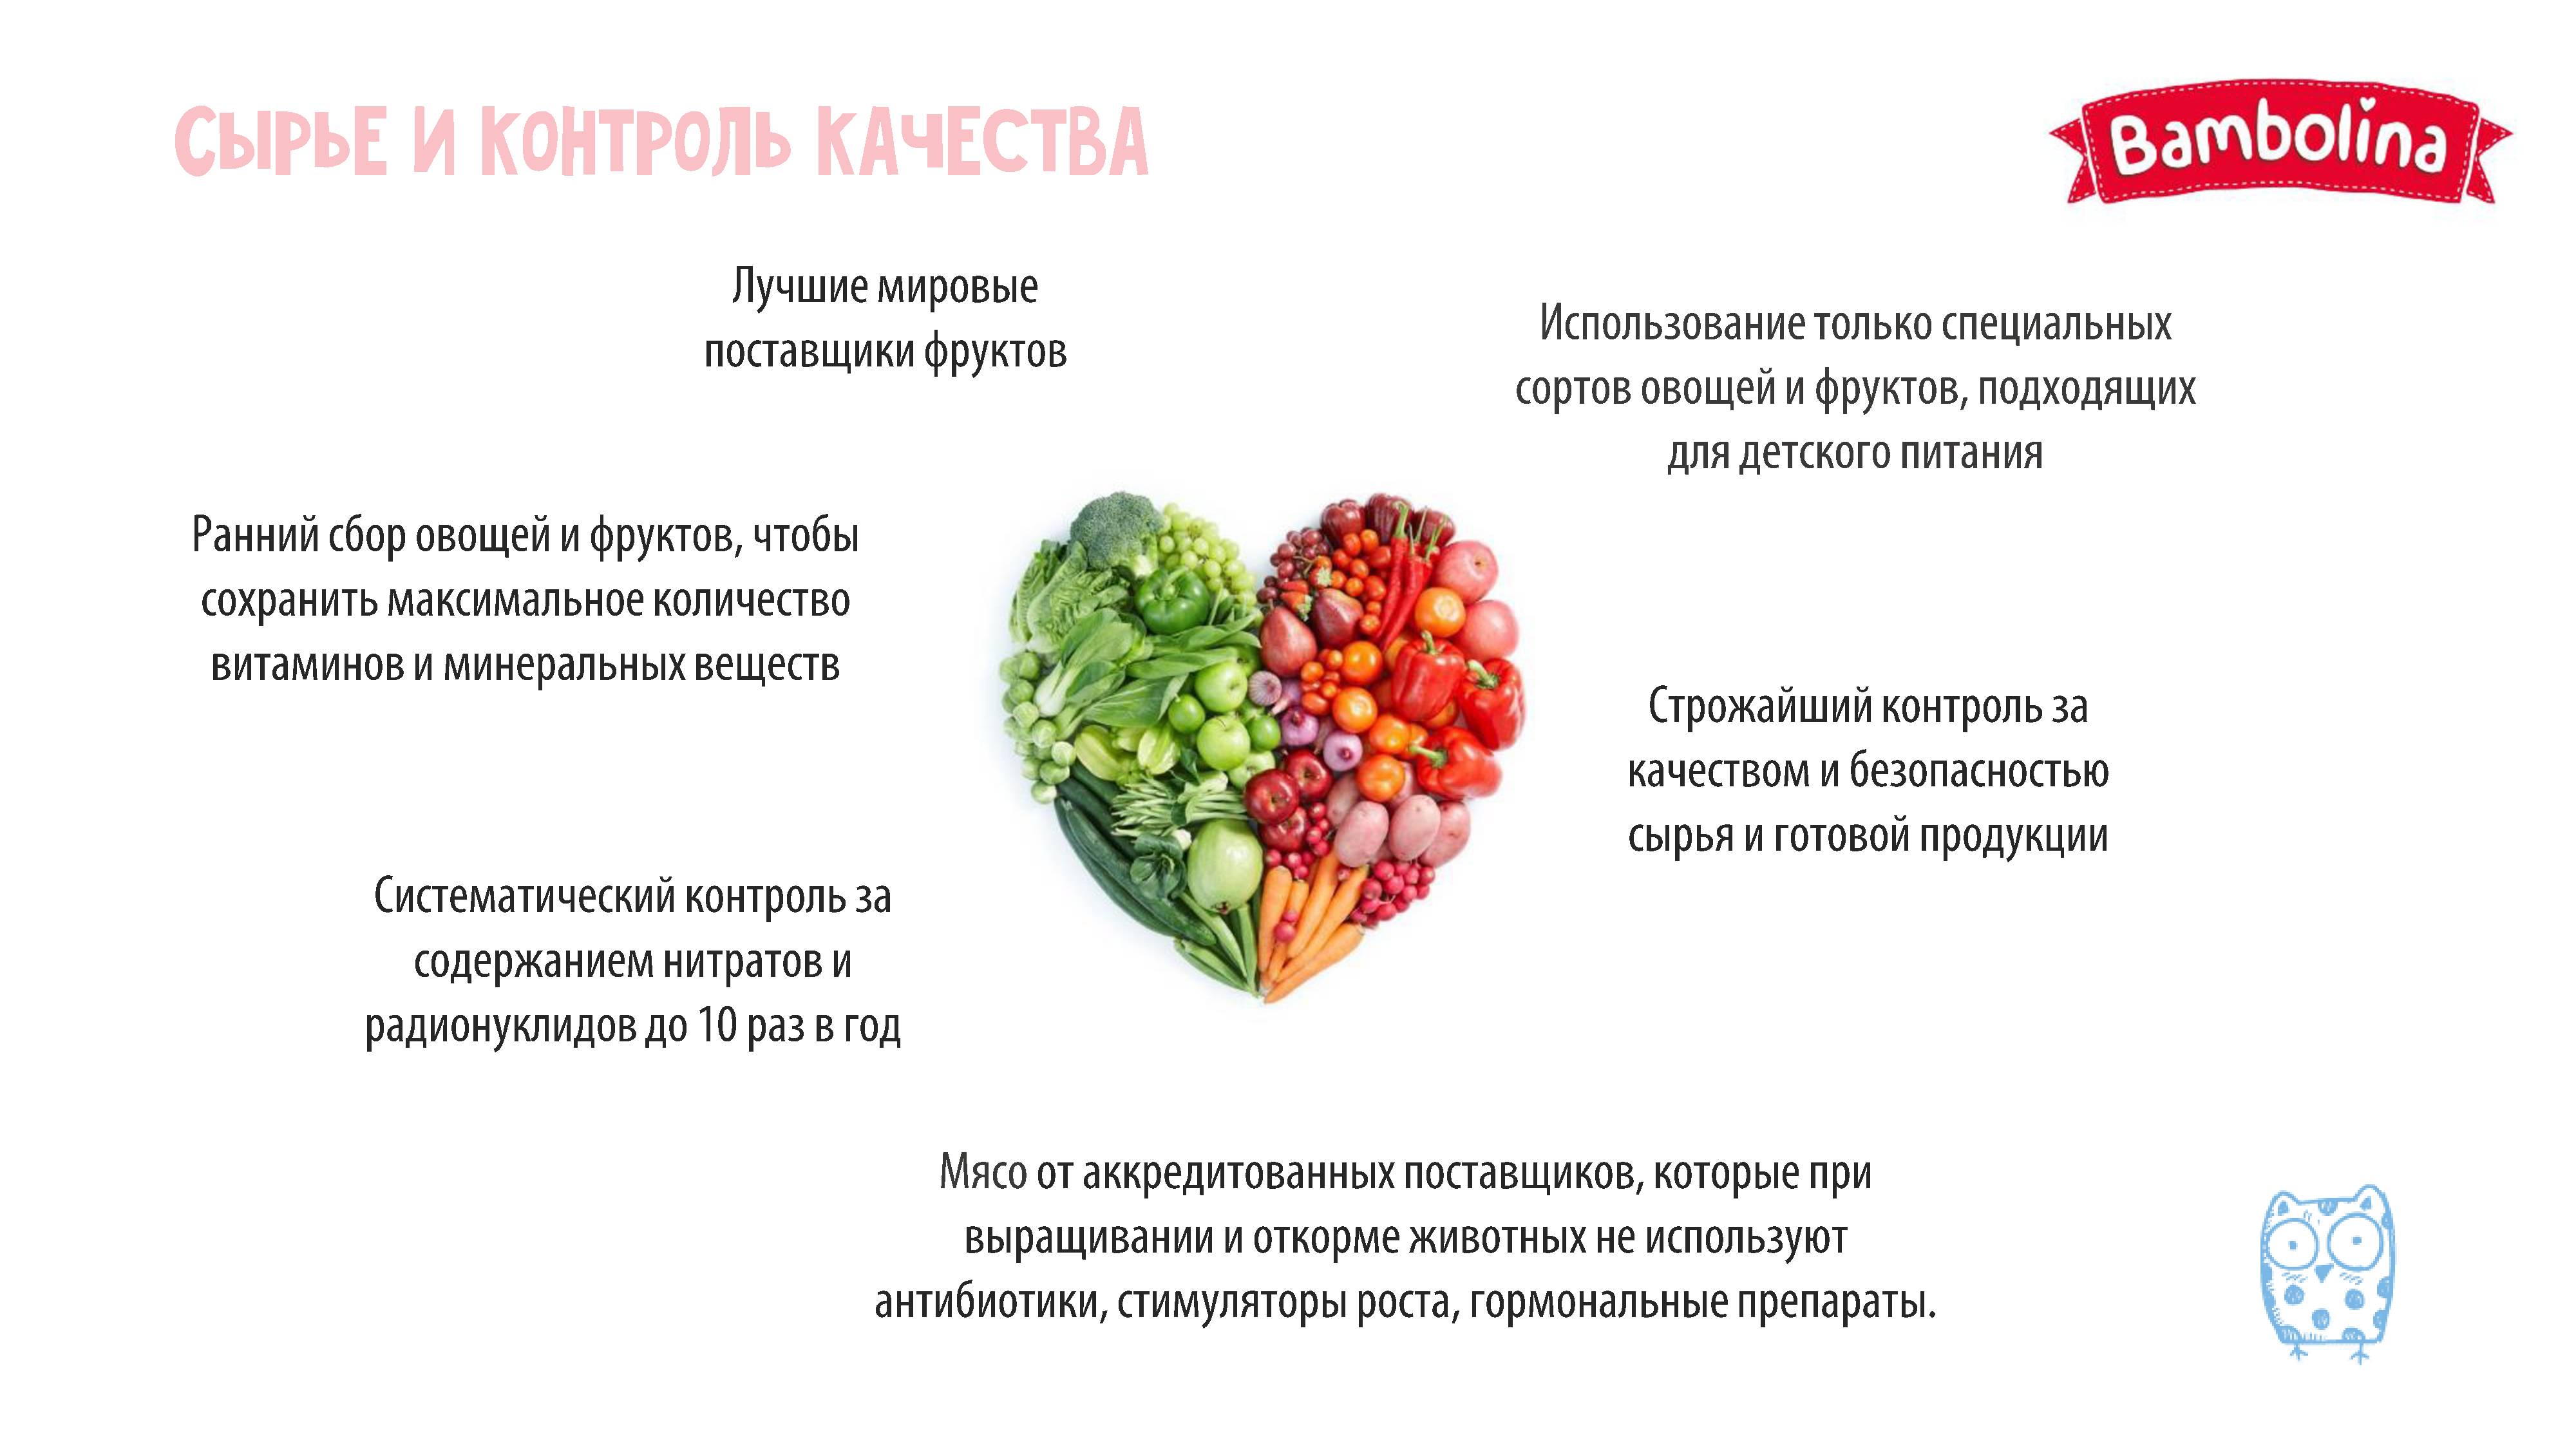 СЫРЬЕ И КОНТРОЛЬ КАЧЕСТВА
Bambolina
Лучшие мировые
поставщики фруктов
Использование только специальных
сортов овощей и фруктов, подходящих
для детского питания
Ранний сбор овощей и фруктов, чтобы
сохранить максимальное количество
витаминов и минеральных веществ
Строжайший контроль за
качеством и безопасностью
сырья и готовой продукции
Систематический контроль за
содержанием нитратов и
радионуклидов до 10 раз в год
Мясо от аккредитованных поставщиков, которые при
выращивании и откорме животных не используют
антибиотики, стимуляторы роста, гормональные препараты.